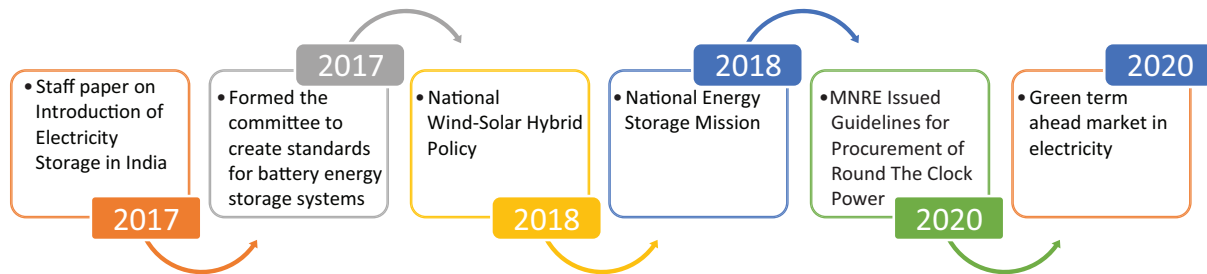 • Staff paper on
Introduction of
Electricity
Storage in India
2017
2017
• Formed the
committee to
create standards
for battery energy
storage systems
• National
Wind-Solar Hybrid
Policy
2018
2018
• National Energy
Storage Mission
• MNRE Issued
Guidelines for
Procurement of
Round The Clock
Power
2020
2020
• Green term
ahead market in
electricity